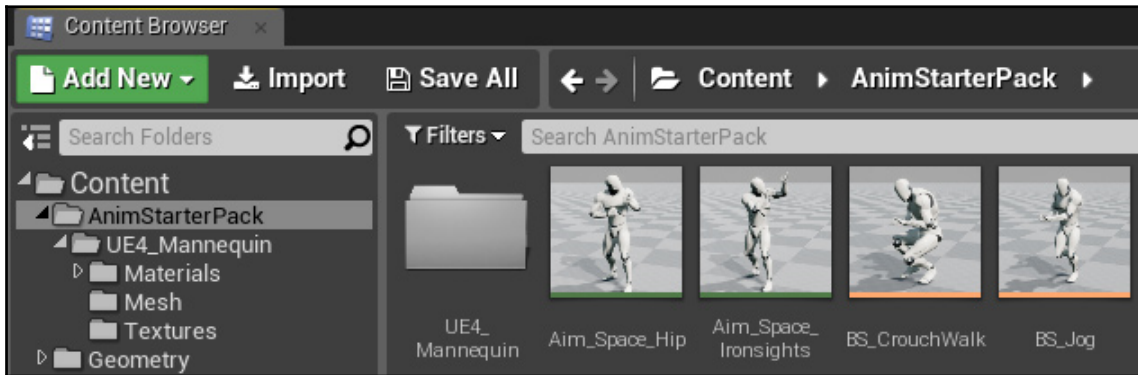 Content Browser
Add New
Import
Save All
Content
AnimStarterPack
Search Folders
Filters
Search AnimStarterPack
Content
AnimStarterPack
UE4_Mannequin
Materials
Mesh
Textures
Geometry
UE4_
Mannequin
Aim_Space_Hip
Aim_Space_
Ironsights
BS_CrouchWalk
BS_Jog